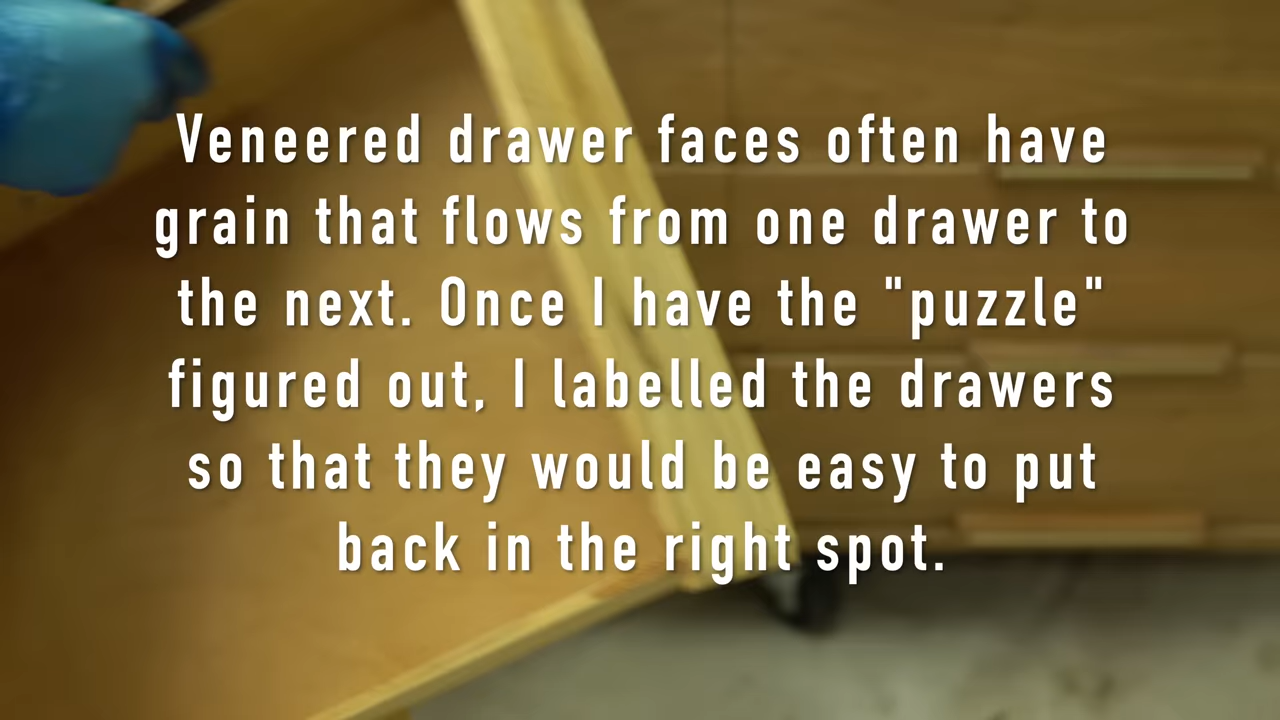 Veneered drawer faces often have
grain that flows from one drawer to
the next. Once I have the "puzzle"
figured out, I labelled the drawers
so that they would be easy to put
back in the right spot.